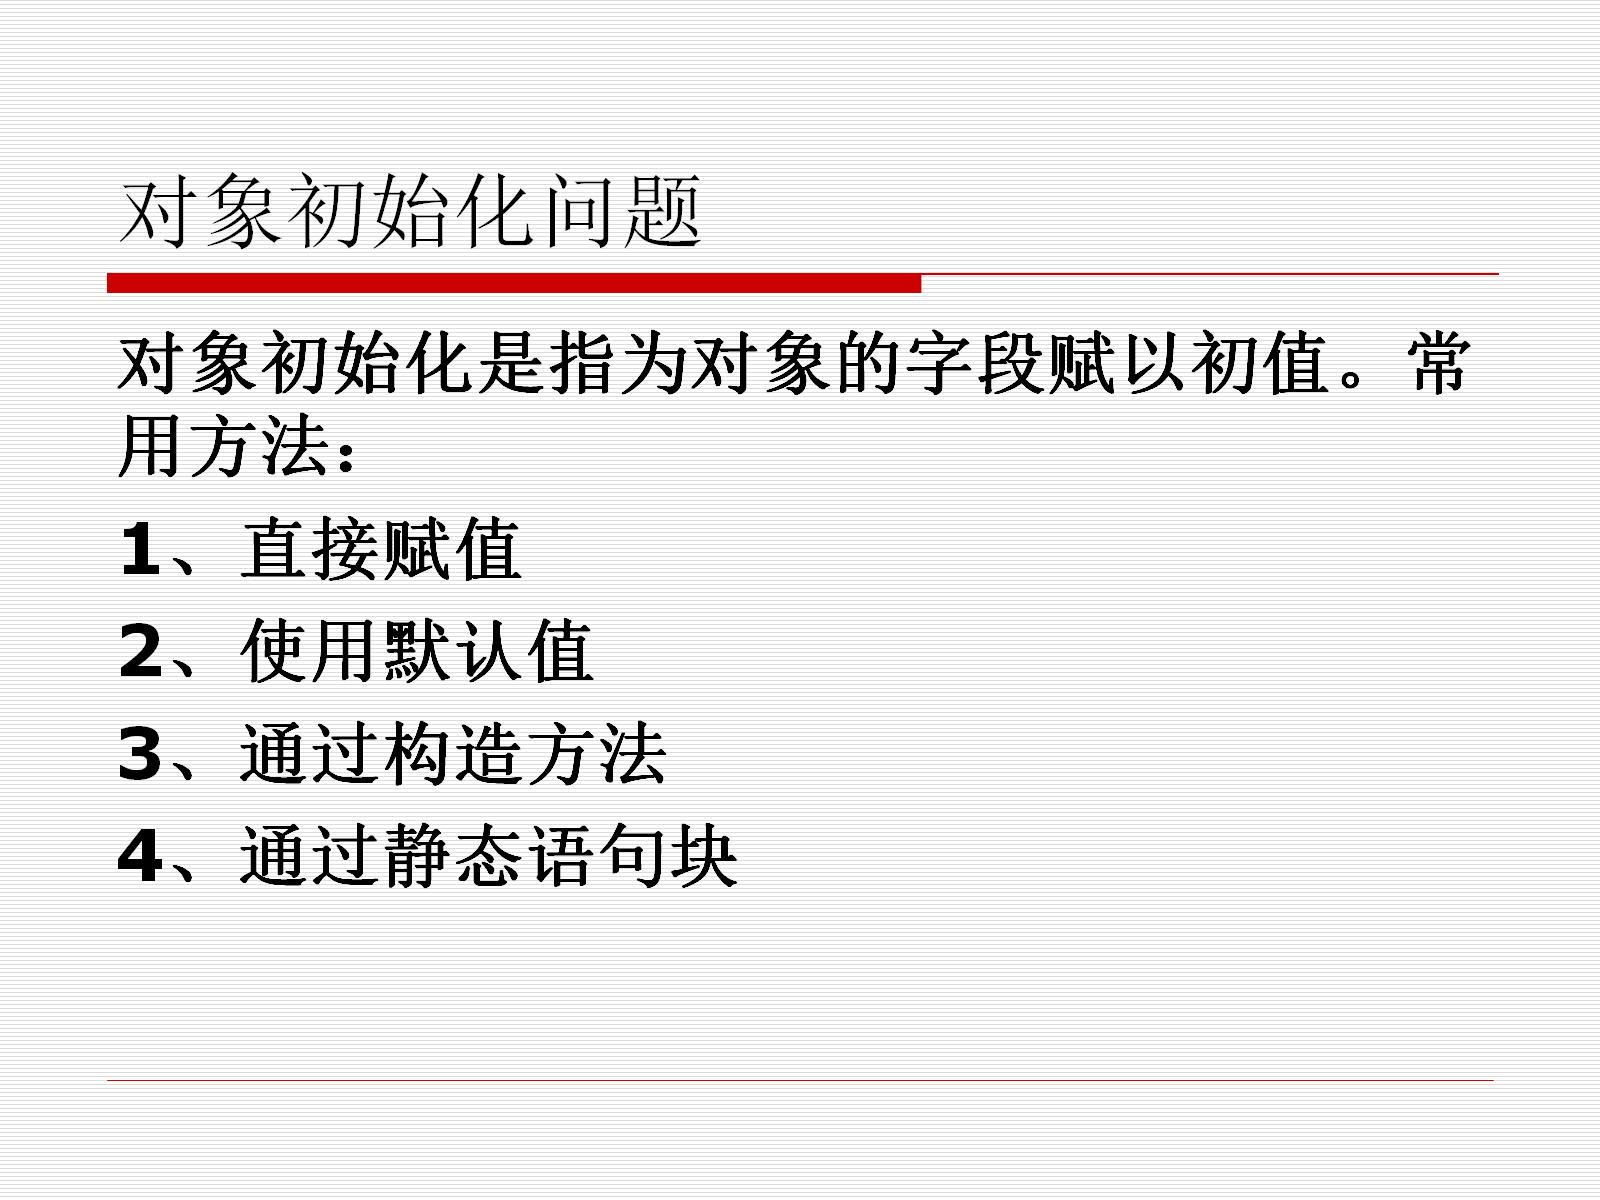 对象初始化问题
对象初始化是指为对象的字段赋以初值。常
用方法：
1、直接赋值
2、使用默认值
3、通过构造方法
4、通过静态语句块